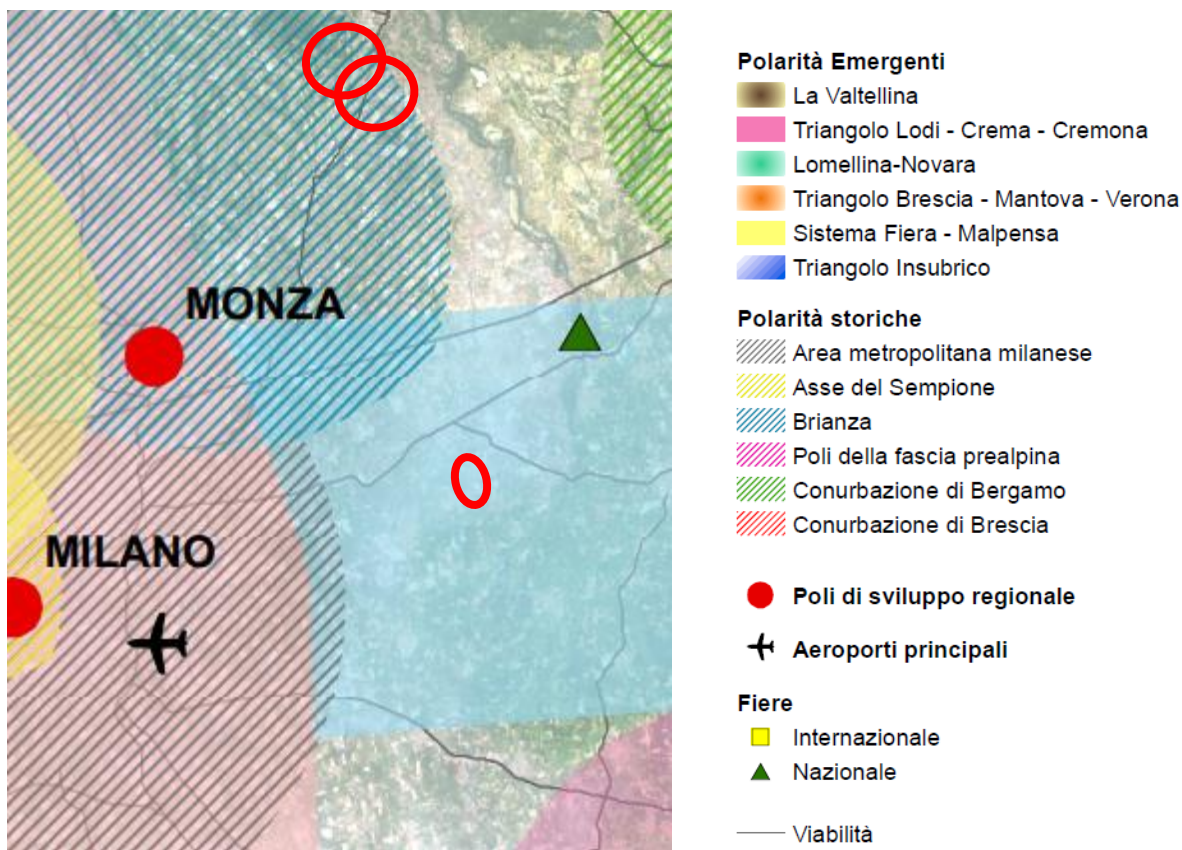 MONZA
MILANO
Polarità Emergenti
La Valtellina
Triangolo Lodi - Crema - Cremona
Lomellina-Novara
Triangolo Brescia - Mantova - Verona
Sistema Fiera - Malpensa
Triangolo Insubrico
Polarità storiche
Area metropolitana milanese
Asse del Sempione
Brianza
Poli della fascia prealpina
Conurbazione di Bergamo
Conurbazione di Brescia
Poli di sviluppo regionale
Aeroporti principali
Fiere
Internazionale
Nazionale
Viabilità